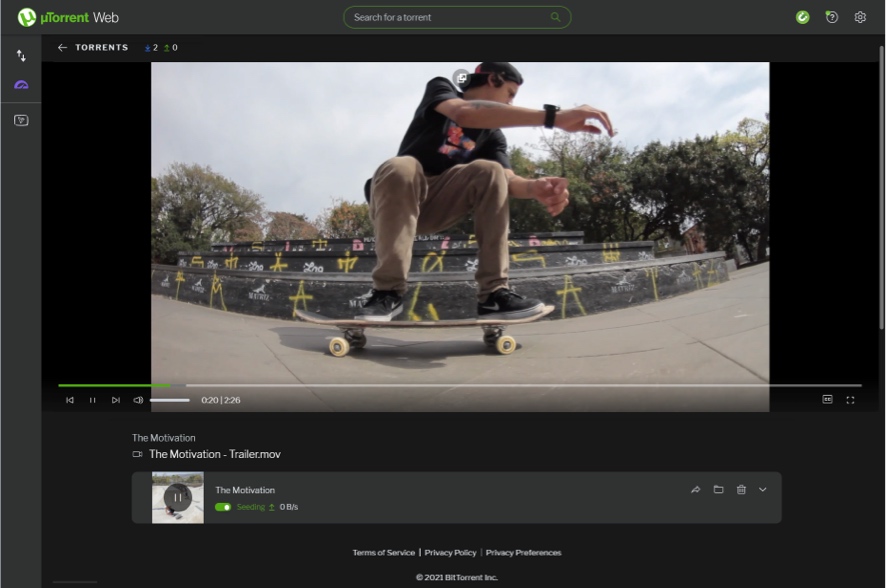 µTorrent Web
Search for a torrent
TORRENTS 2 0
0:20 | 2:26
The Motivation
The Motivation - Trailer.mov
The Motivation
Seeding 0 B/s
Terms of Service | Privacy Policy | Privacy Preferences
© 2021 BitTorrent Inc.